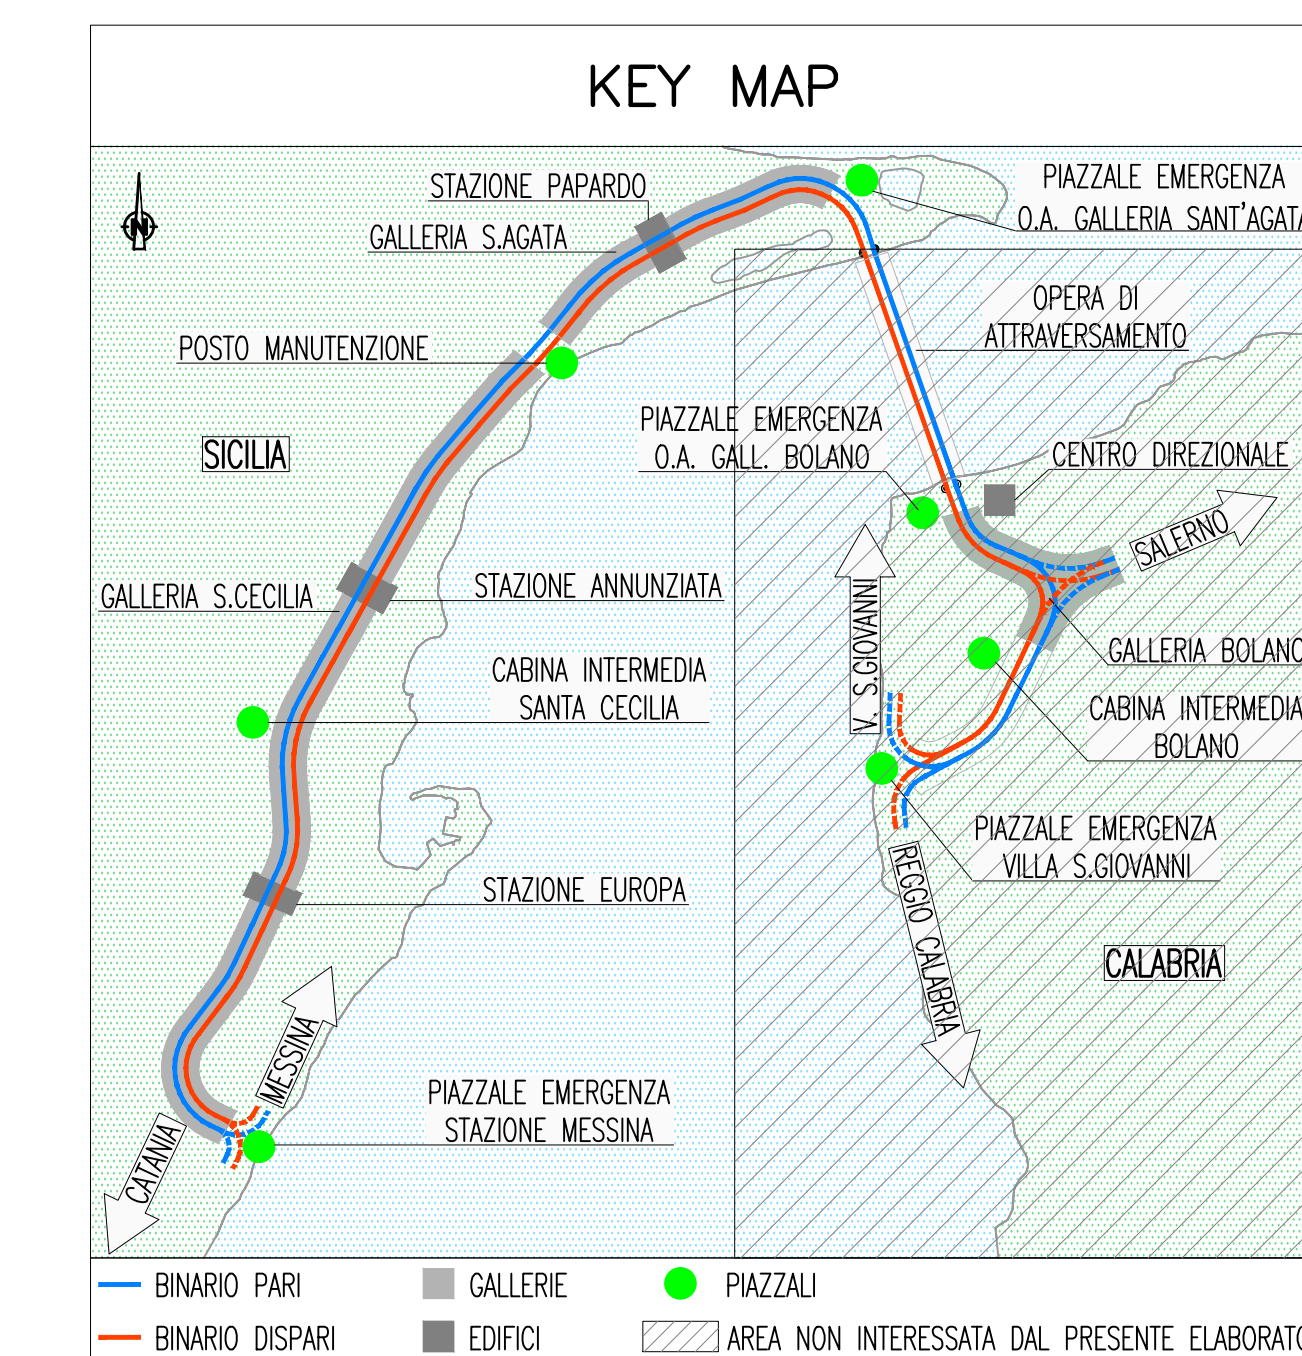 KEY MAP
STAZIONE PAPARDO
PIAZZALE EMERGENZA
O.A. GALLERIA SANT'AGATA
N
GALLERIA S.AGATA
OPERA DI
ATTRAVERSAMENTO
POSTO MANUTENZIONE
PIAZZALE EMERGENZA
O.A. GALL. BOLANO
SICILIA
CENTRO DIREZIONALE
SALERNO
GALLERIA S.CECILIA
STAZIONE ANNUNZIATA
V. S.GIOVANNI
GALLERIA BOLANO
CABINA INTERMEDIA
SANTA CECILIA
CABINA INTERMEDIA
BOLANO
PIAZZALE EMERGENZA
VILLA S.GIOVANNI
STAZIONE EUROPA
REGGIO CALABRIA
CALABRIA
MESSINA
PIAZZALE EMERGENZA
STAZIONE MESSINA
CATANIA
BINARIO PARI
GALLERIE
PIAZZALI
BINARIO DISPARI
EDIFICI
AREA NON INTERESSATA DAL PRESENTE ELABORATO